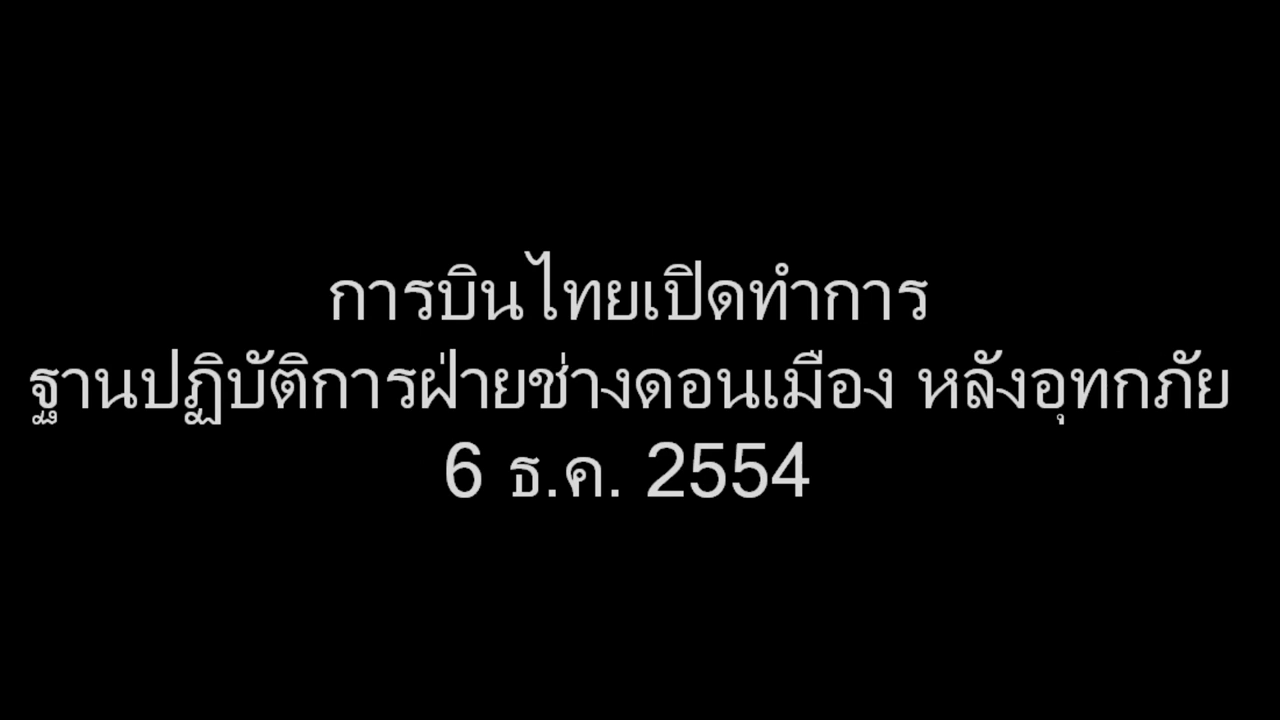 การบินไทยเปิดทำการ
ฐานปฏิบัติการฝ่ายช่างดอนเมือง หลังอุทกภัย
6 ธ.ค. 2554